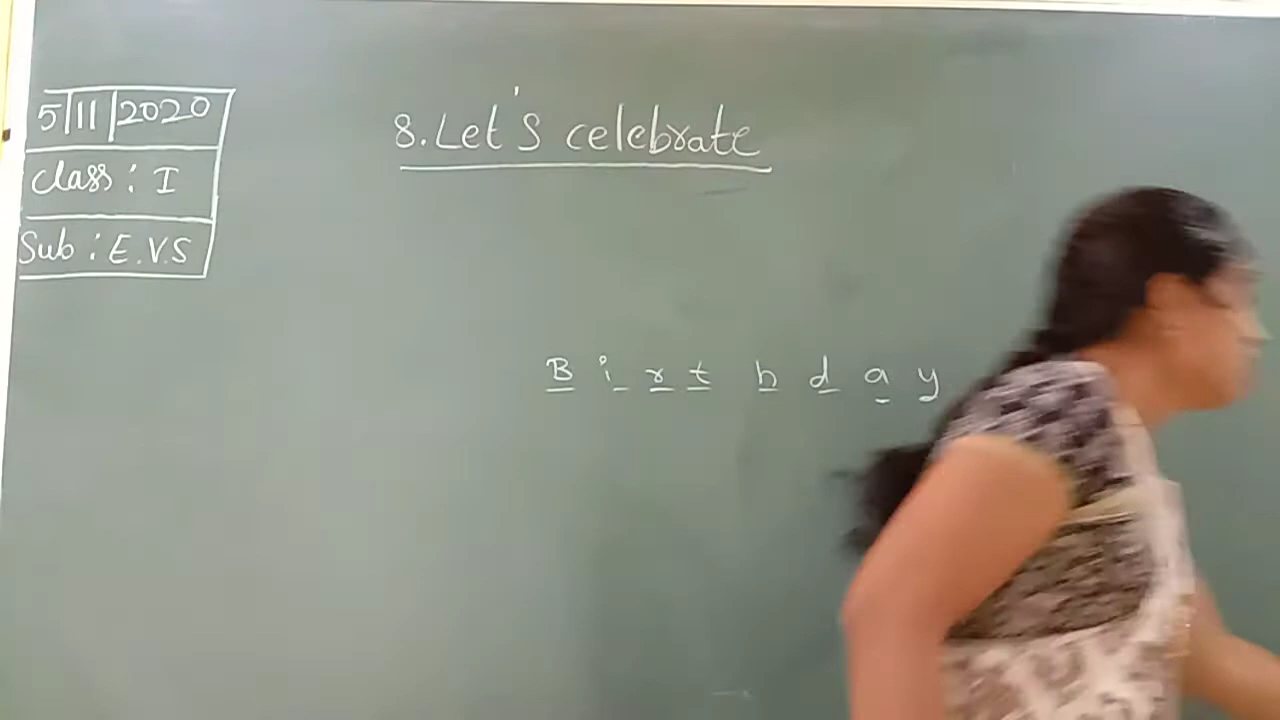 5/11/2020
Class : I
Sub : E.V.S
8. Let's celebrate
B i r t h d a y